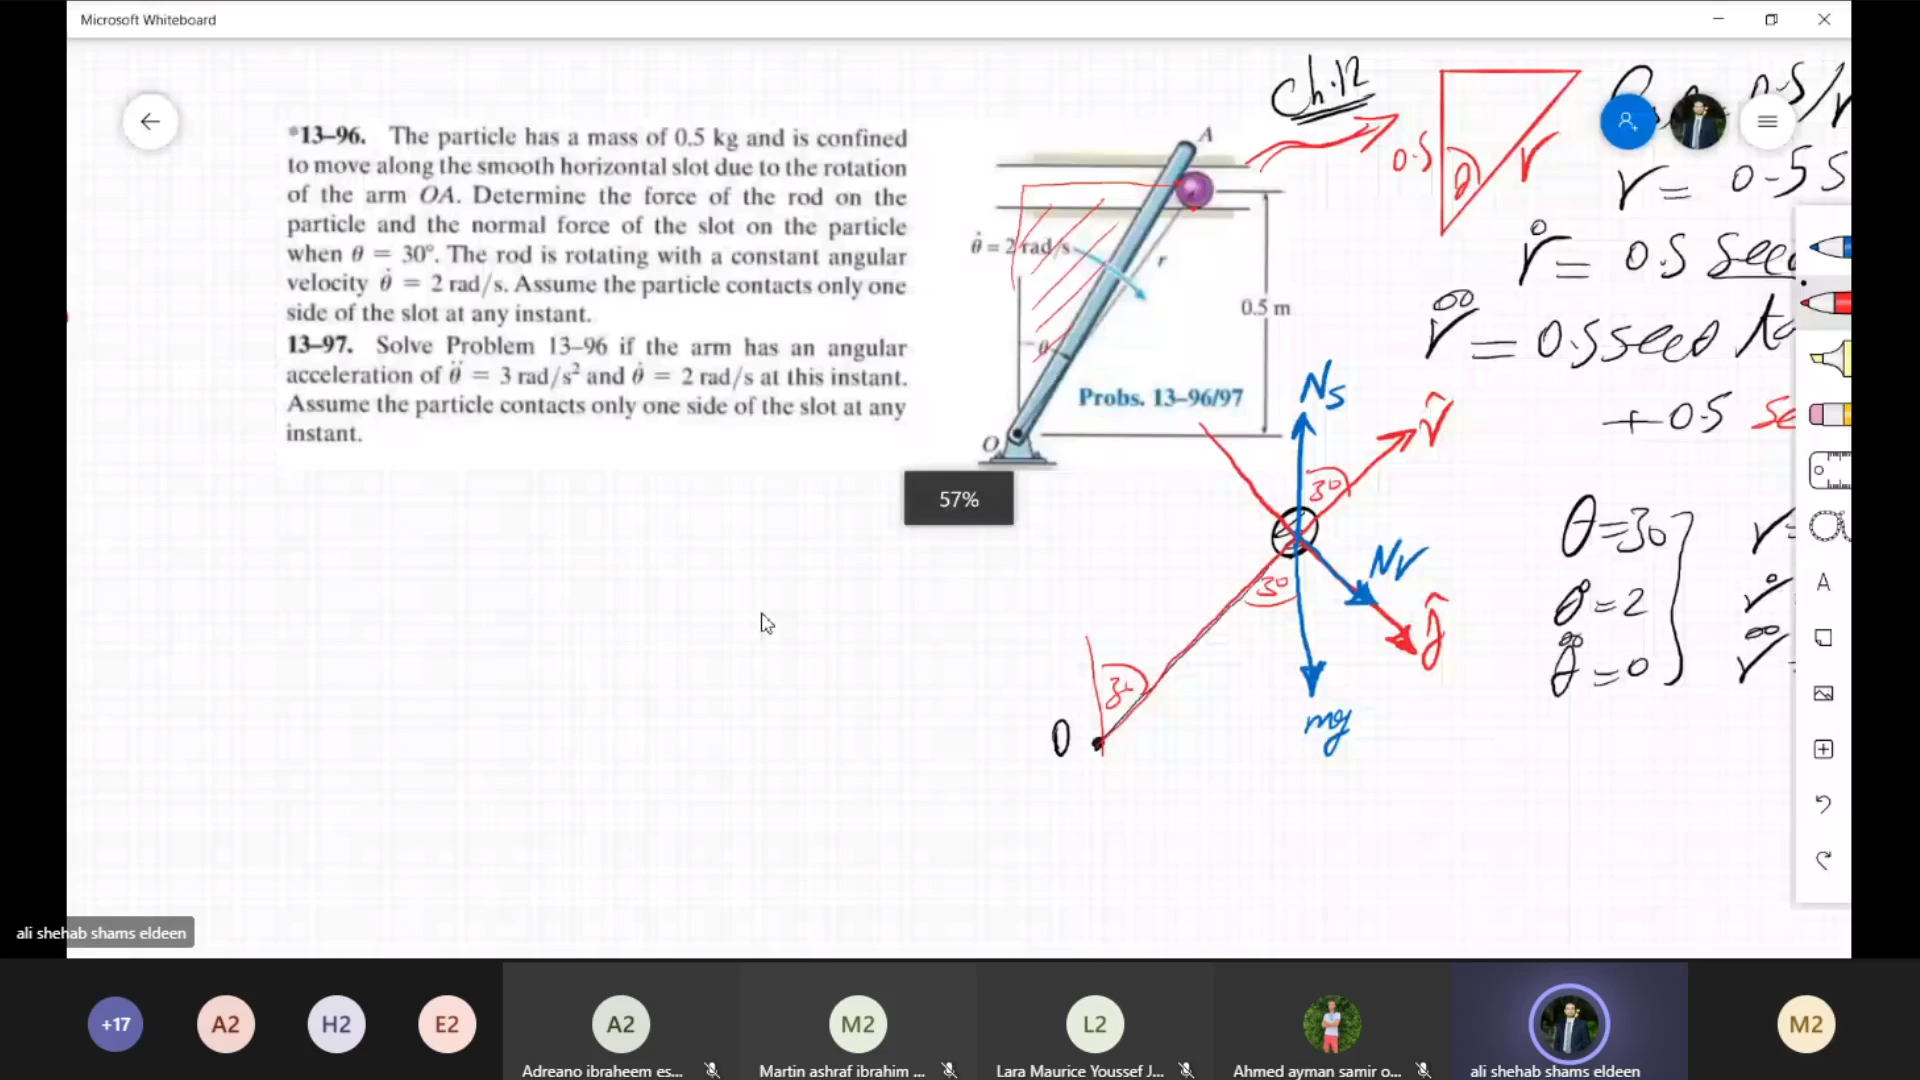 Microsoft Whiteboard
*13–96. The particle has a mass of 0.5 kg and is confined
to move along the smooth horizontal slot due to the rotation
of the arm OA. Determine the force of the rod on the
particle and the normal force of the slot on the particle
when θ = 30°. The rod is rotating with a constant angular
velocity θ̇ = 2 rad/s. Assume the particle contacts only one
side of the slot at any instant.
13–97. Solve Problem 13–96 if the arm has an angular
acceleration of θ̈ = 3 rad/s² and θ̇ = 2 rad/s at this instant.
Assume the particle contacts only one side of the slot at any
instant.
A
θ̇ = 2 rad/s
r
0.5 m
θ
O
Probs. 13–96/97
57%
Ch.12
0.5
θ
r
0.5/r
r = 0.5 S
ṙ = 0.5 secθ
r̈ = 0.5 secθ ta
+ 0.5 se
Ns
r̂
30
Nr
30
θ̂
30
O
mg
θ = 30
θ̇ = 2
θ̈ = 0
r =
ṙ
r̈
A
ali shehab shams eldeen
+17
A2
H2
E2
A2
M2
L2
M2
Adreano ibraheem es...
Martin ashraf ibrahim ...
Lara Maurice Youssef J...
Ahmed ayman samir o...
ali shehab shams eldeen